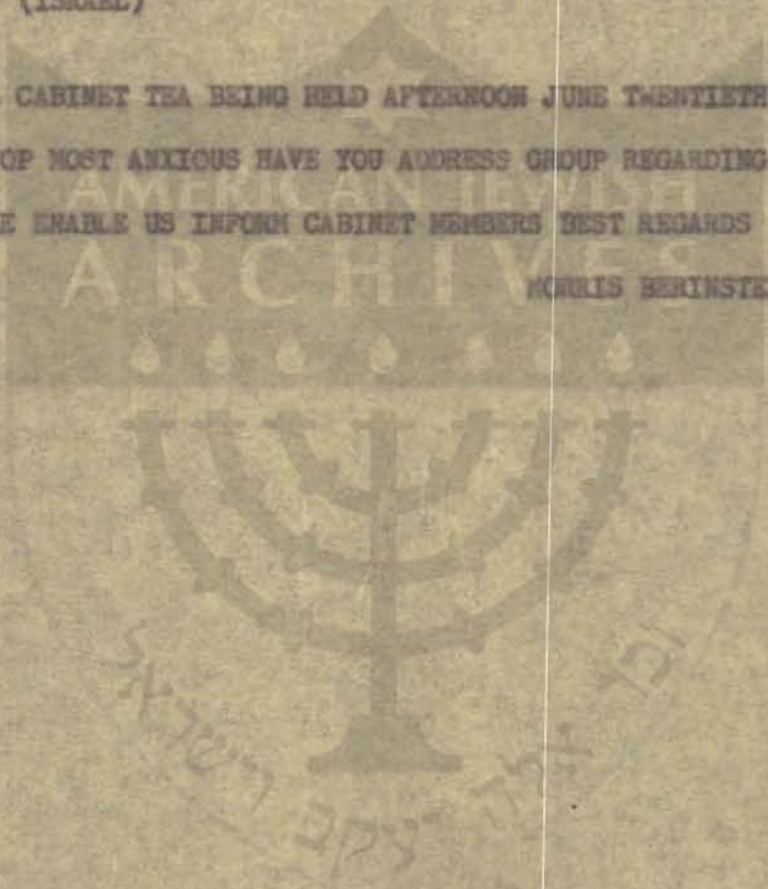 (ISRAEL)
CABINET TEA BEING HELD AFTERNOON JUNE TWENTIETH
OP MOST ANXIOUS HAVE YOU ADDRESS GROUP REGARDING
E ENABLE US INFORM CABINET MEMBERS BEST REGARDS
MORRIS BERINSTE
AMERICAN JEWISH
ARCHIVES